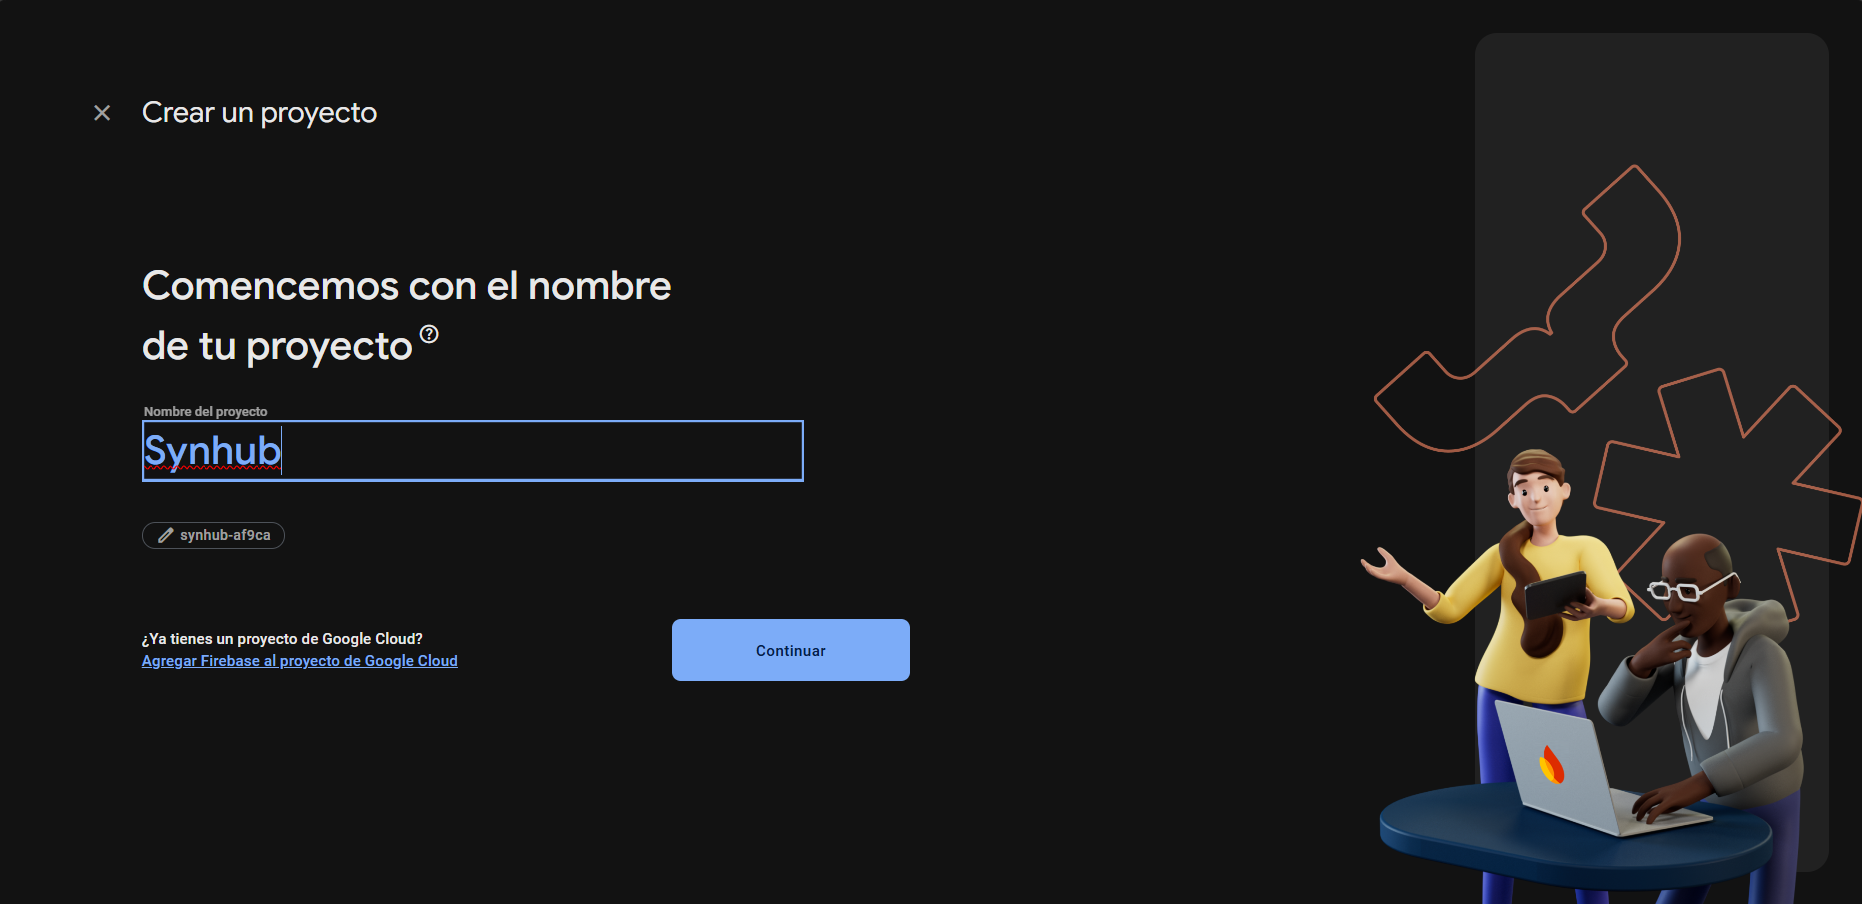 Crear un proyecto
Comencemos con el nombre
de tu proyecto
Nombre del proyecto
Synhub
synhub-af9ca
¿Ya tienes un proyecto de Google Cloud?
Agregar Firebase al proyecto de Google Cloud
Continuar